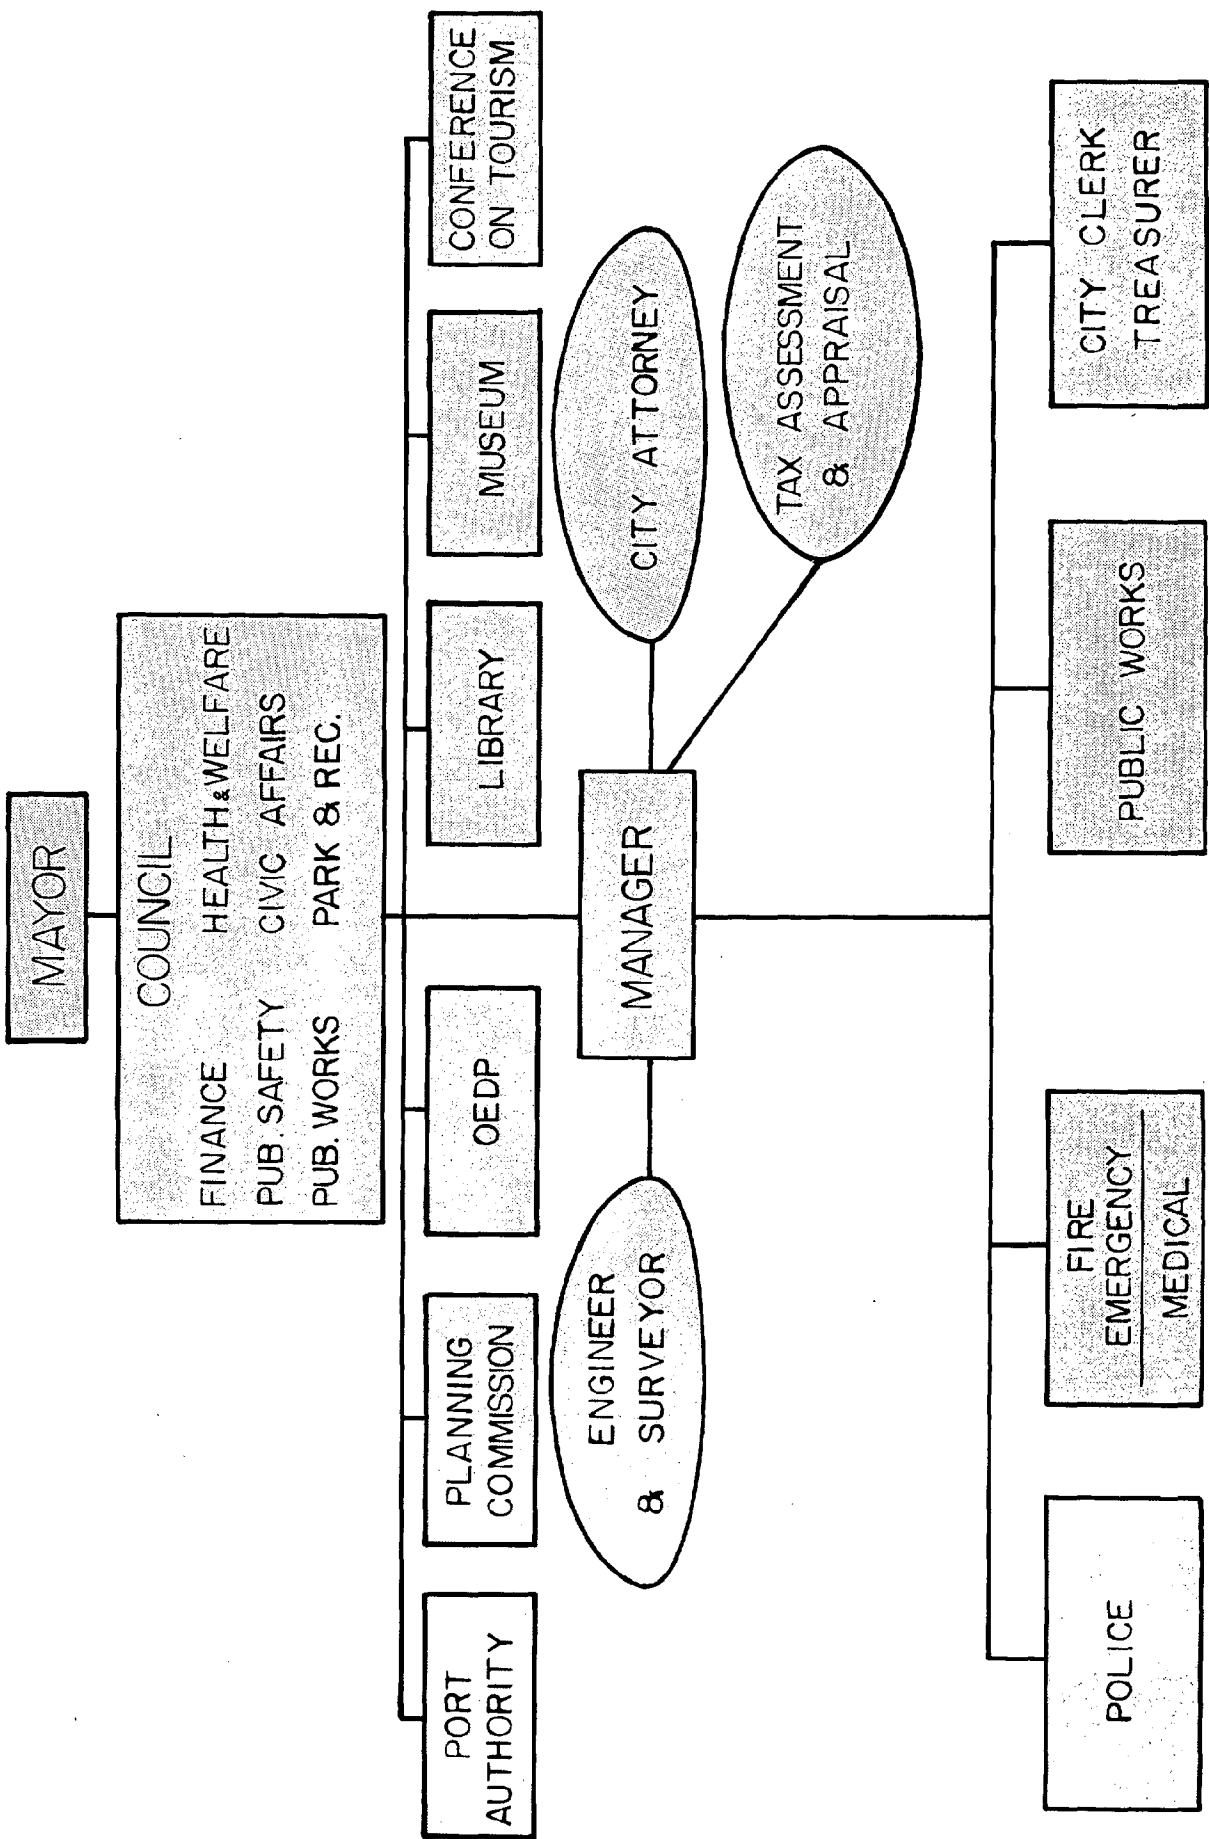 MAYOR
COUNCIL
FINANCE HEALTH & WELFARE
PUB. SAFETY CIVIC AFFAIRS
PUB. WORKS PARK & REC.
PORT
AUTHORITY
PLANNING
COMMISSION
OEDP
LIBRARY
MUSEUM
CONFERENCE
ON TOURISM
ENGINEER
& SURVEYOR
MANAGER
CITY ATTORNEY
TAX ASSESSMENT
& APPRAISAL
POLICE
FIRE
EMERGENCY
MEDICAL
PUBLIC WORKS
CITY CLERK
TREASURER